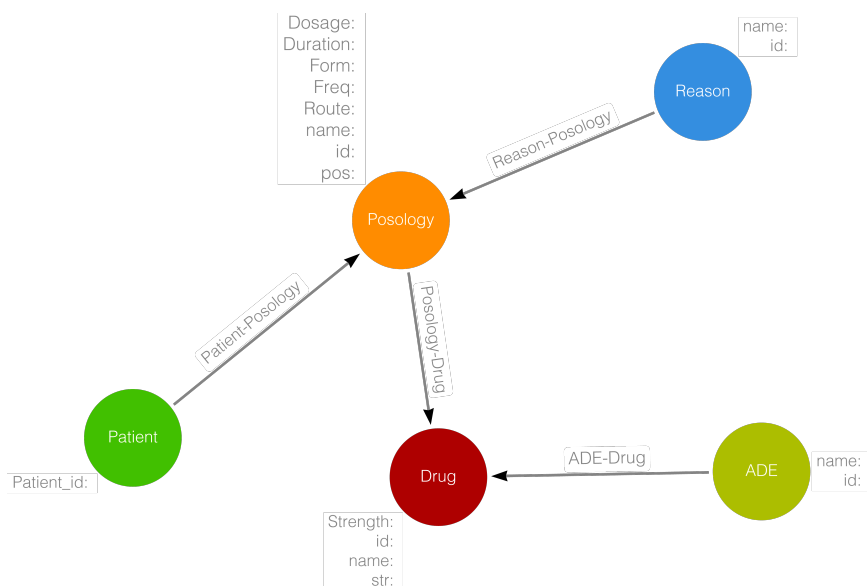 Dosage:
Duration:
Form:
Freq:
Route:
name:
id:
pos:
name:
id:
Reason
Reason-Posology
Posology
Patient-Posology
Posology-Drug
Patient
Patient_id:
Drug
ADE-Drug
ADE
name:
id:
Strength:
id:
name:
str: